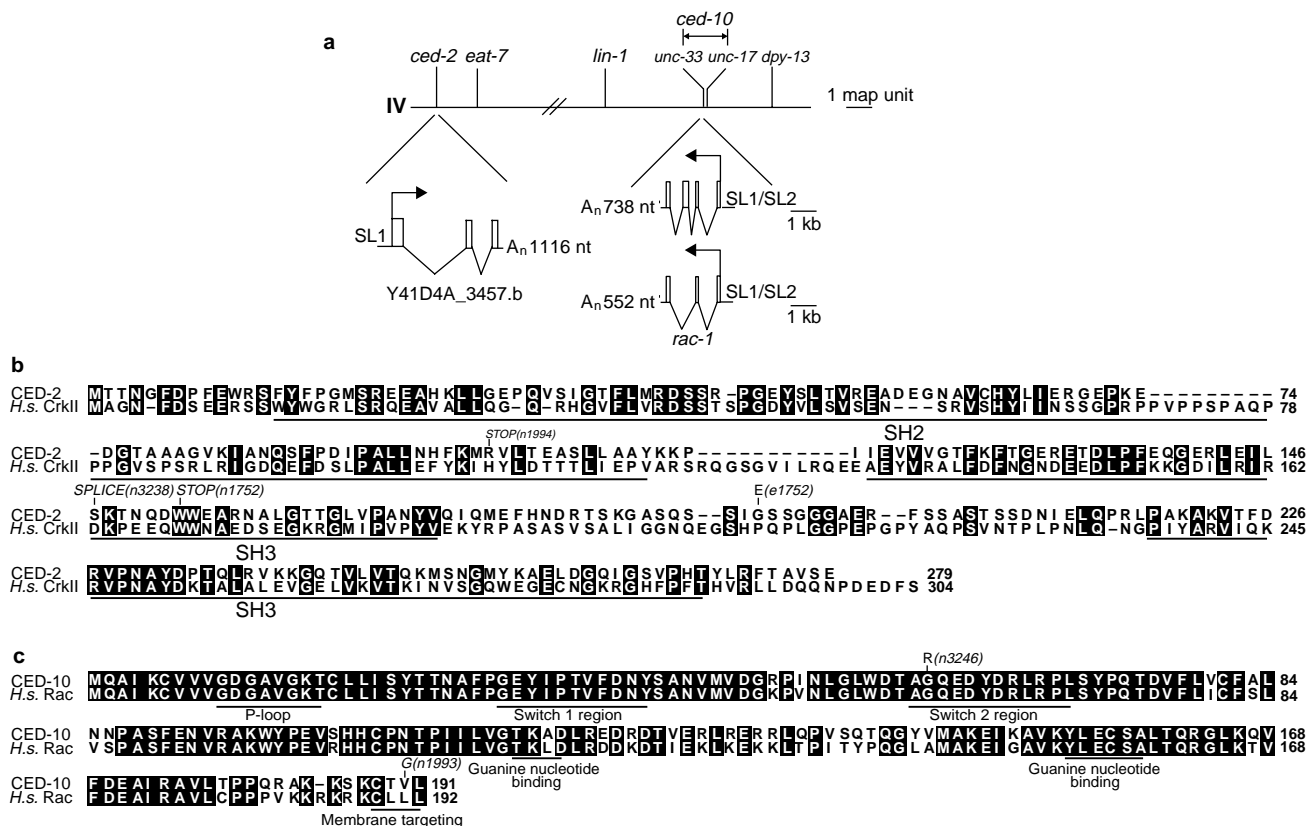 a
ced-10
ced-2 eat-7 lin-1 unc-33 unc-17 dpy-13
IV
1 map unit
SL1
An 1116 nt
Y41D4A_3457.b
An 738 nt
SL1/SL2
1 kb
An 552 nt
SL1/SL2
1 kb
rac-1
b
CED-2 MTTNGFDPFEWRSFYFPGMSREEAHKLLGEPQVSIGTFLMRDSSR-PGEYSLTVREADEGNAVCHYLIERGEPKE--------- 74
H.s. CrkII MAGN-FDSEERSSWYWGRLSRQEAVALLQG-Q-RHGVFLVRDSSTSPGDYVLSVSEN---SRVSHYIINSSGPRPPVPPSPAQP 78
SH2
STOP(n1994)
CED-2 -DGTAAAGVKIANQSFPDIPALLNHFKMRVLTEASLLAAYKKP----------IIEVVVGTFKFTGERETDLPFEQGERLEIL 146
H.s. CrkII PPGVSPSRLRIGDQEFDSLPALLEFYKIHYLDTTTLIEPVARSRQGSGVILRQEEAEYVRALFDFNGNDEEDLPFKKGDILRIR 162
SPLICE(n3238) STOP(n1752)
E(e1752)
CED-2 SKTNQDWWEARNALGTTGLVPANYVQIQMEFHNDRTSKGASQS--SIGSSGGGAER--FSSASTSSDNIELQPRLPAKAKVTFD 226
H.s. CrkII DKPEEQWWNAEDSEGKRGMIPVPYVEKYRPASASVSALIGGNQEGSHPQPLGGPEPGPYAQPSVNTPLPNLQ-NGPIYARVIQK 245
SH3
CED-2 RVPNAYDPTQLRVKKGQTVLVTQKMSNGMYKAELDGQIGSVPHTYLRFTAVSE 279
H.s. CrkII RVPNAYDKTALALEVGELVKVTKINVSGQWEGECNGKRGHFPFTHVRLLDQQNPDEDFS 304
SH3
c
R(n3246)
CED-10 MQAIKCVVVGDGAVGKTCLLISYTTNAFPGEYIPTVFDNYSANVMVDGRPINLGLWDTAGQEDYDRLRPLSYPQTDVFLVCFAL 84
H.s. Rac MQAIKCVVVGDGAVGKTCLLISYTTNAFPGEYIPTVFDNYSANVMVDGKPVNLGLWDTAGQEDYDRLRPLSYPQTDVFLICFSL 84
P-loop Switch 1 region Switch 2 region
CED-10 NNPASFENVRAKWYPEVSHHCPNTPIILVGTKADLREDRDTVERLRERRLQPVSQTQGYVMAKEIKAVKYLECSALTQRGLKQV 168
H.s. Rac VSPASFENVRAKWYPEVRHHCPNTPIILVGTKLDLRDDKDTIEKLKEKKLTPITYPQGLAMAKEIGAVKYLECSALTQRGLKTV 168
Guanine nucleotide binding
Guanine nucleotide binding
G(n1993)
CED-10 FDEAIRAVLTPPQRAK-KSKCTVL 191
H.s. Rac FDEAIRAVLCPPPVKKRKRKCLLL 192
Membrane targeting